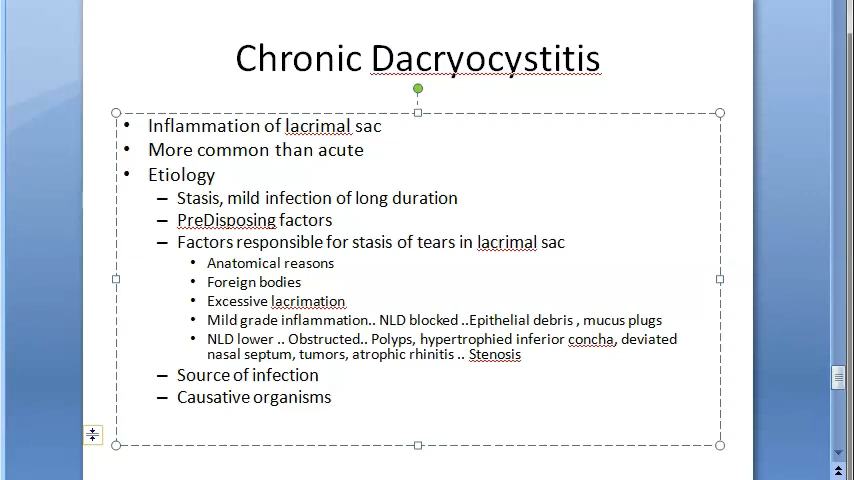 Chronic Dacryocystitis
• Inflammation of lacrimal sac
• More common than acute
• Etiology
– Stasis, mild infection of long duration
– PreDisposing factors
– Factors responsible for stasis of tears in lacrimal sac
• Anatomical reasons
• Foreign bodies
• Excessive lacrimation
• Mild grade inflammation.. NLD blocked ..Epithelial debris , mucus plugs
• NLD lower .. Obstructed.. Polyps, hypertrophied inferior concha, deviated
nasal septum, tumors, atrophic rhinitis .. Stenosis
– Source of infection
– Causative organisms